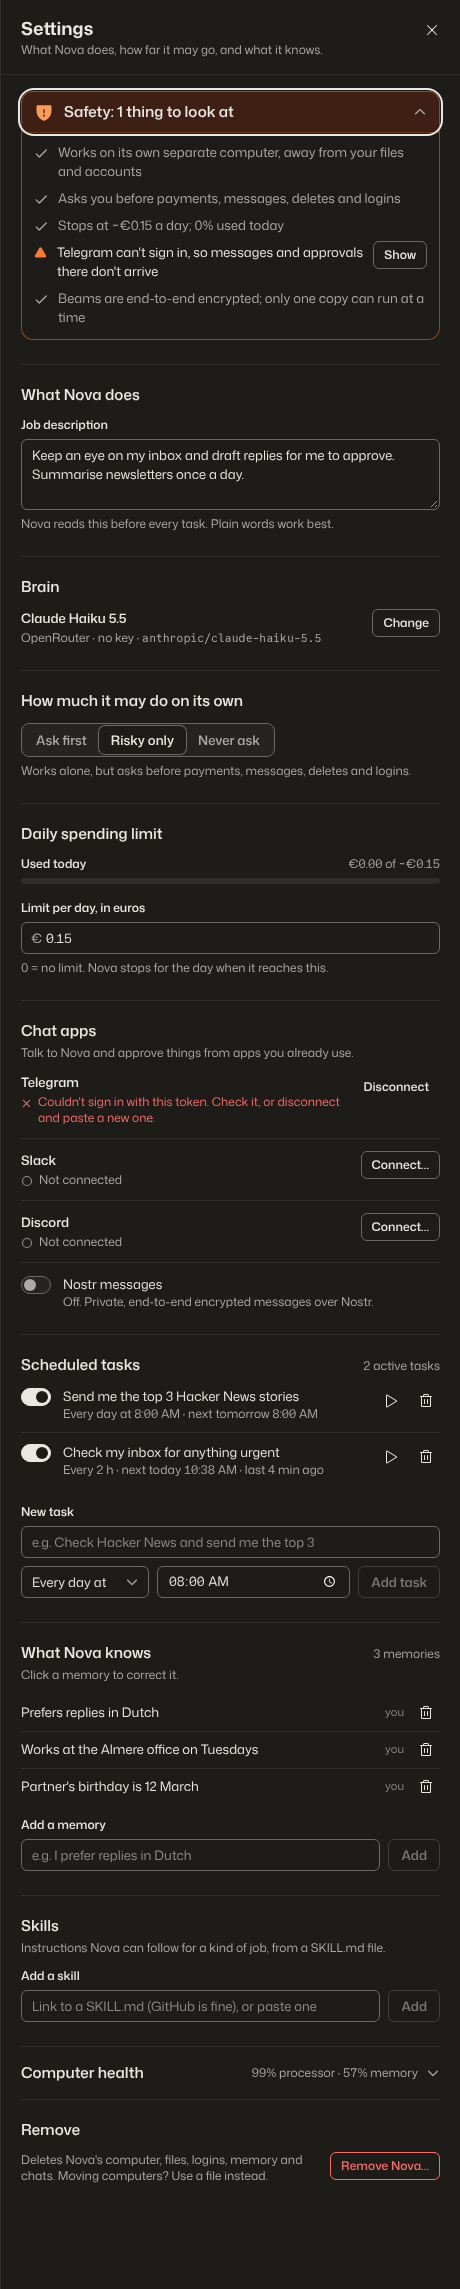 Settings
What Nova does, how far it may go, and what it knows.
Safety: 1 thing to look at
Works on its own separate computer, away from your files
and accounts
Asks you before payments, messages, deletes and logins
Stops at ~€0.15 a day; 0% used today
Telegram can't sign in, so messages and approvals
there don't arrive
Show
Beams are end-to-end encrypted; only one copy can run at a
time
What Nova does
Job description
Keep an eye on my inbox and draft replies for me to approve.
Summarise newsletters once a day.
Nova reads this before every task. Plain words work best.
Brain
Claude Haiku 5.5
OpenRouter · no key · anthropic/claude-haiku-5.5
Change
How much it may do on its own
Ask first Risky only Never ask
Works alone, but asks before payments, messages, deletes and logins.
Daily spending limit
Used today €0.00 of ~€0.15
Limit per day, in euros
€ 0.15
0 = no limit. Nova stops for the day when it reaches this.
Chat apps
Talk to Nova and approve things from apps you already use.
Telegram
Couldn't sign in with this token. Check it, or disconnect
and paste a new one.
Disconnect
Slack
Not connected
Connect...
Discord
Not connected
Connect...
Nostr messages
Off. Private, end-to-end encrypted messages over Nostr.
Scheduled tasks 2 active tasks
Send me the top 3 Hacker News stories
Every day at 8:00 AM · next tomorrow 8:00 AM
Check my inbox for anything urgent
Every 2 h · next today 10:38 AM · last 4 min ago
New task
e.g. Check Hacker News and send me the top 3
Every day at 08:00 AM Add task
What Nova knows 3 memories
Click a memory to correct it.
Prefers replies in Dutch you
Works at the Almere office on Tuesdays you
Partner's birthday is 12 March you
Add a memory
e.g. I prefer replies in Dutch Add
Skills
Instructions Nova can follow for a kind of job, from a SKILL.md file.
Add a skill
Link to a SKILL.md (GitHub is fine), or paste one Add
Computer health 99% processor · 57% memory
Remove
Deletes Nova's computer, files, logins, memory and
chats. Moving computers? Use a file instead.
Remove Nova...